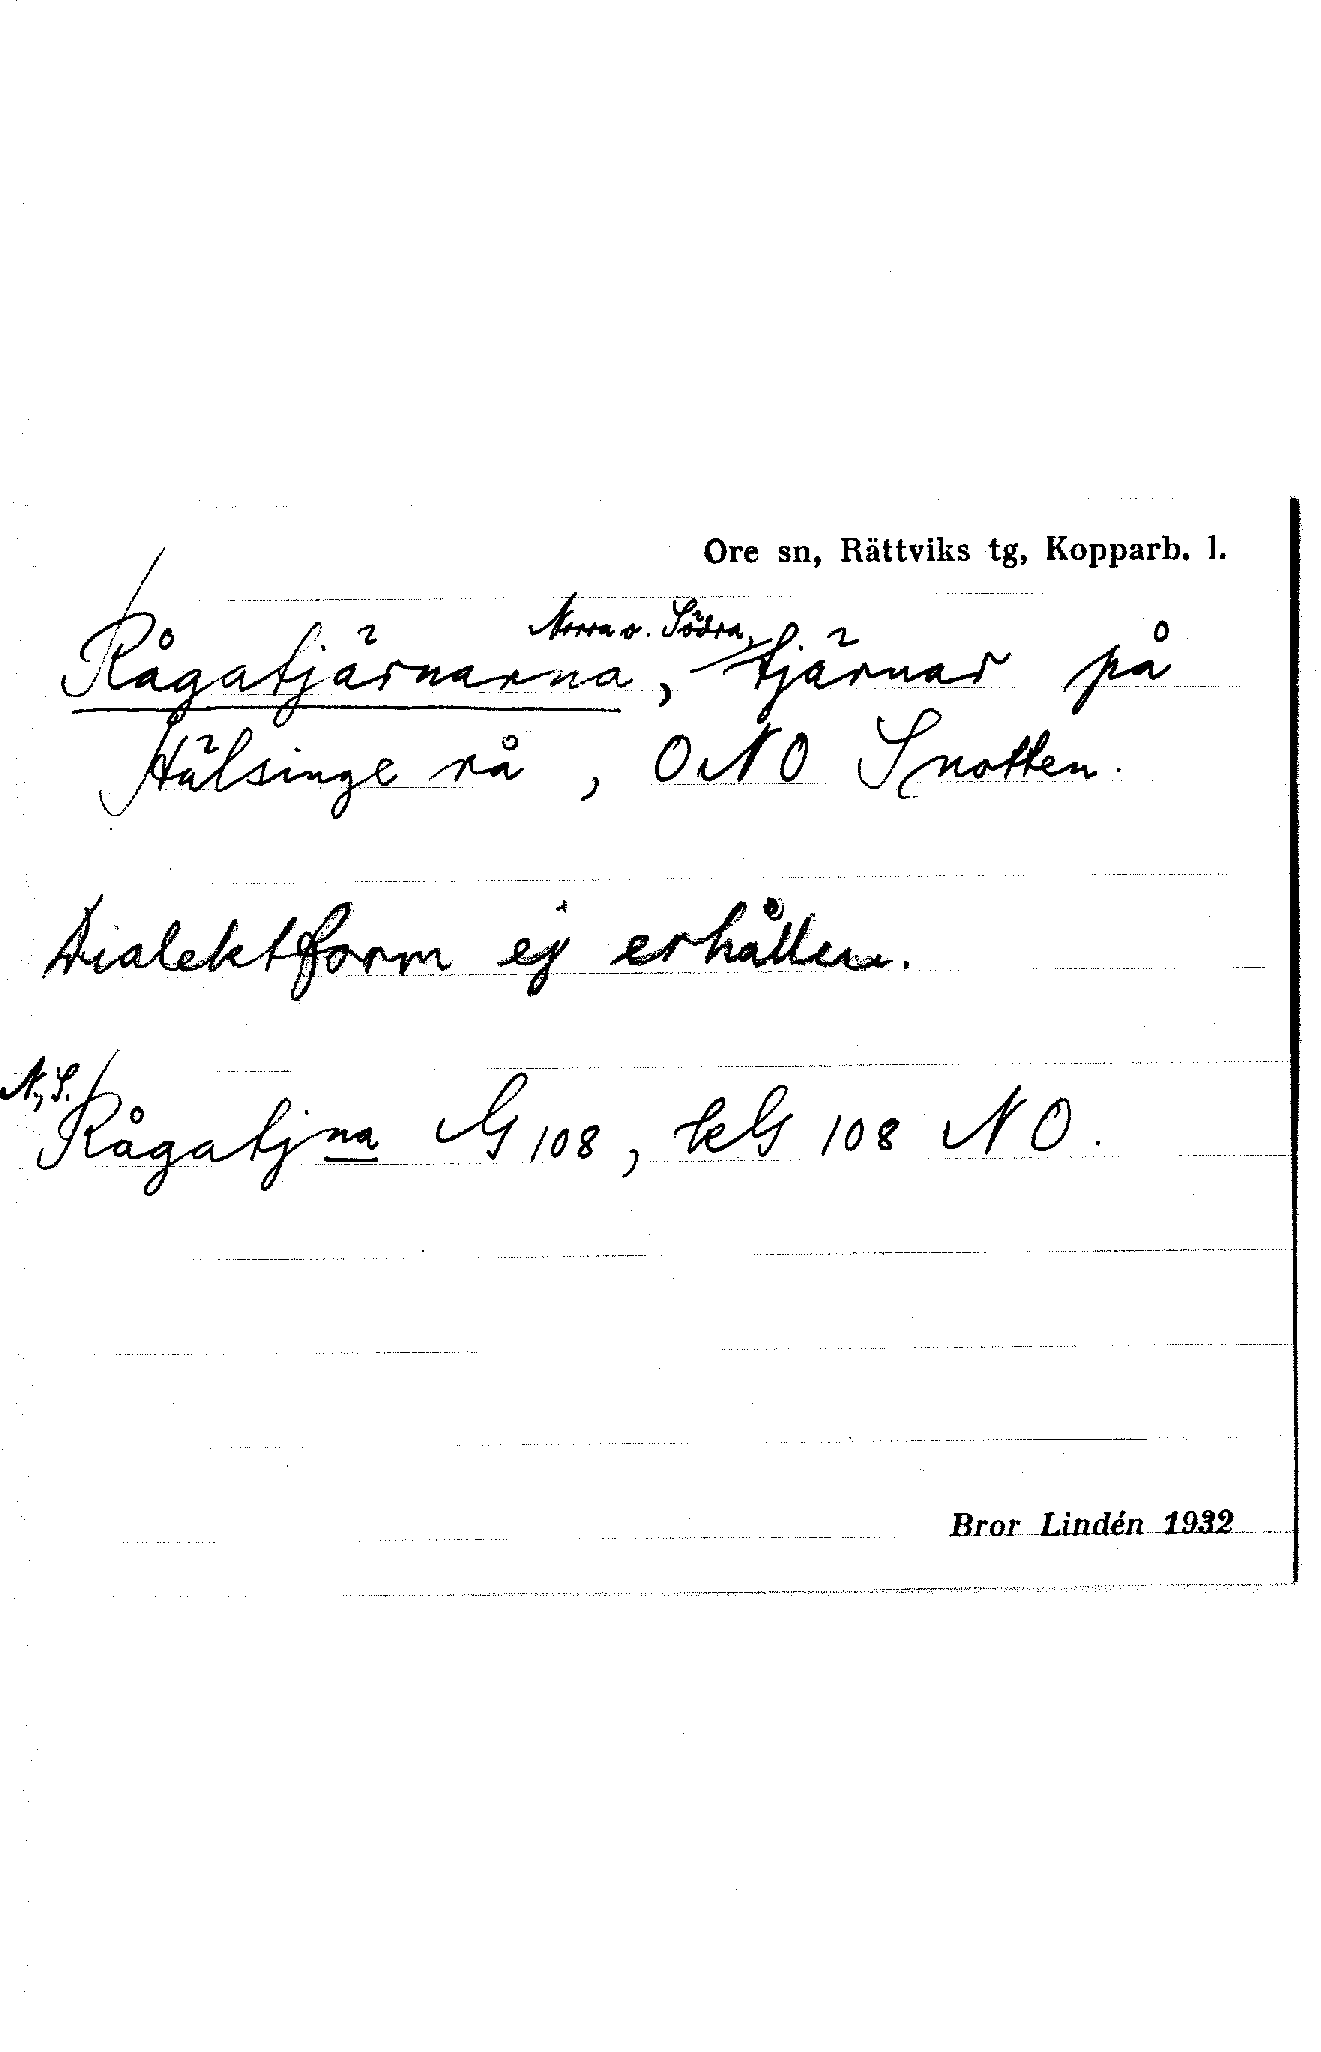 Ore sn, Rättviks tg, Kopparb. l.
Rågatjärnarna, Norra o. Södra, tjärnar på
Hälsinge rå, ONO Snotten.
Dialektform ej erhållen.
N., S. Rågatjna G 108, kG 108 NO.
Bror Lindén 1932